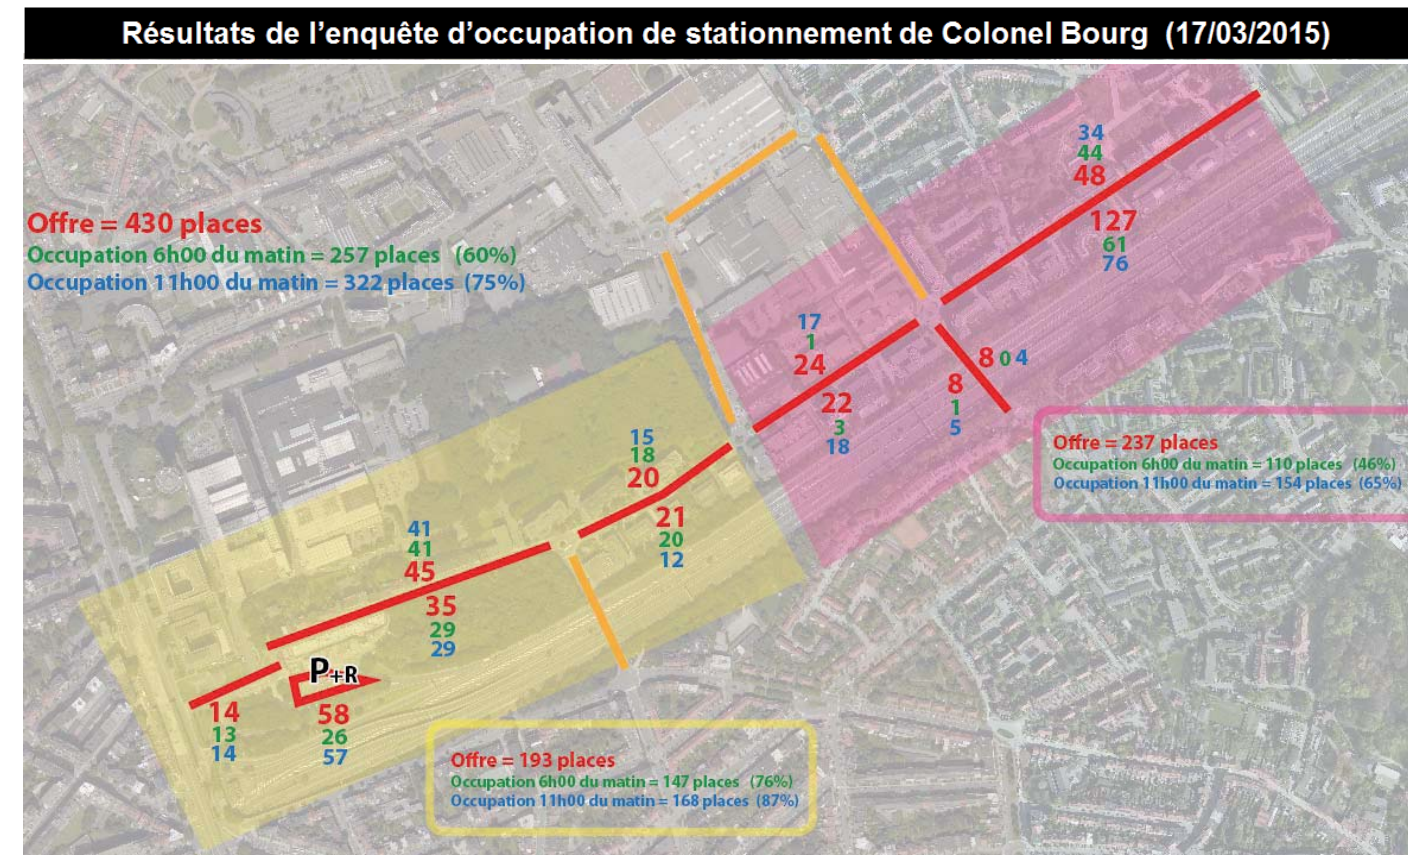 Résultats de l'enquête d'occupation de stationnement de Colonel Bourg (17/03/2015)
Offre = 430 places
Occupation 6h00 du matin = 257 places (60%)
Occupation 11h00 du matin = 322 places (75%)
34
44
48
127
61
76
17
1
24
22
3
18
8 0 4
8
1
5
Offre = 237 places
Occupation 6h00 du matin = 110 places (46%)
Occupation 11h00 du matin = 154 places (65%)
15
18
20
21
20
12
41
41
45
35
29
29
P+R
14
13
14
58
26
57
Offre = 193 places
Occupation 6h00 du matin = 147 places (76%)
Occupation 11h00 du matin = 168 places (87%)